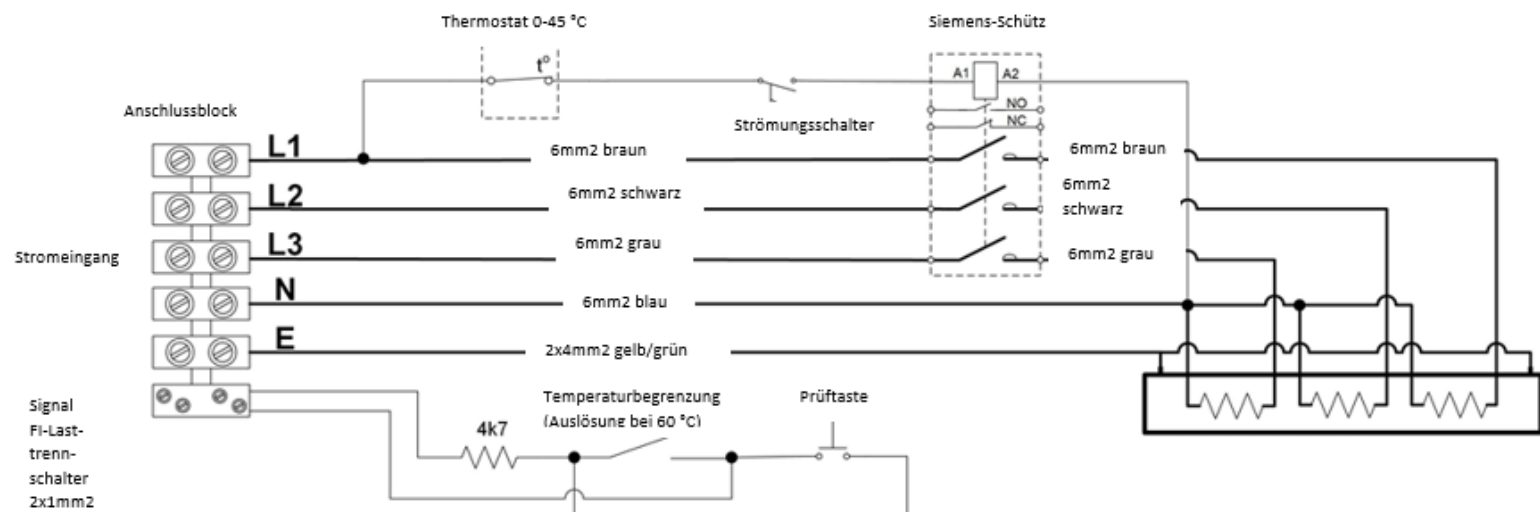 Thermostat 0-45 °C
Siemens-Schütz
t°
A1
A2
Anschlussblock
NO
Strömungsschalter
NC
L1
6mm2 braun
6mm2 braun
L2
6mm2 schwarz
6mm2
schwarz
L3
6mm2 grau
6mm2 grau
Stromeingang
N
6mm2 blau
E
2x4mm2 gelb/grün
Temperaturbegrenzung
(Auslösung bei 60 °C)
Prüftaste
Signal
FI-Last-
trenn-
schalter
2x1mm2
4k7